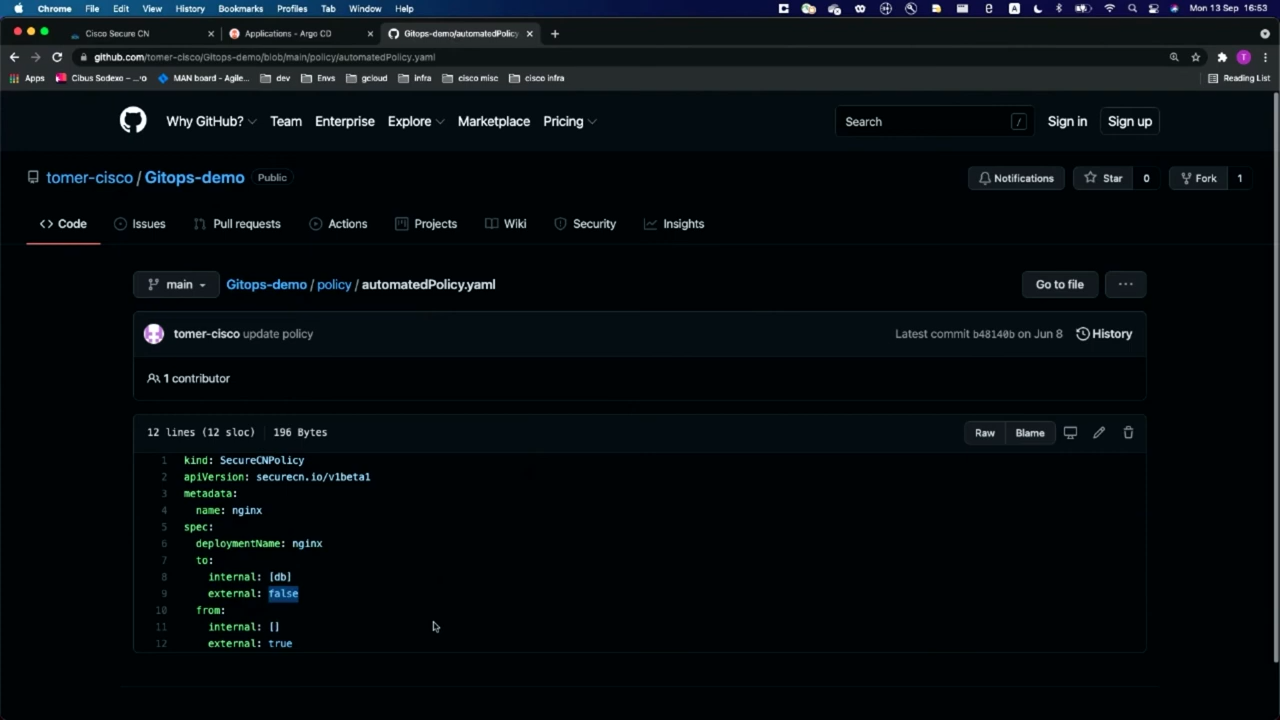 Chrome File Edit View History Bookmarks Profiles Tab Window Help Mon 13 Sep 16:53
Cisco Secure CN Applications - Argo CD Gitops-demo/automatedPolicy
github.com/tomer-cisco/Gitops-demo/blob/main/policy/automatedPolicy.yaml
Apps Cibus Sodexo – ... MAN board - Agile... dev Envs gcloud infra cisco misc cisco infra Reading List
Why GitHub? Team Enterprise Explore Marketplace Pricing Search / Sign in Sign up
tomer-cisco / Gitops-demo Public Notifications Star 0 Fork 1
<> Code Issues Pull requests Actions Projects Wiki Security Insights
main Gitops-demo / policy / automatedPolicy.yaml Go to file ...
tomer-cisco update policy Latest commit b48140b on Jun 8 History
1 contributor
12 lines (12 sloc) 196 Bytes Raw Blame
1 kind: SecureCNPolicy
2 apiVersion: securecn.io/v1beta1
3 metadata:
4 name: nginx
5 spec:
6 deploymentName: nginx
7 to:
8 internal: [db]
9 external: false
10 from:
11 internal: []
12 external: true